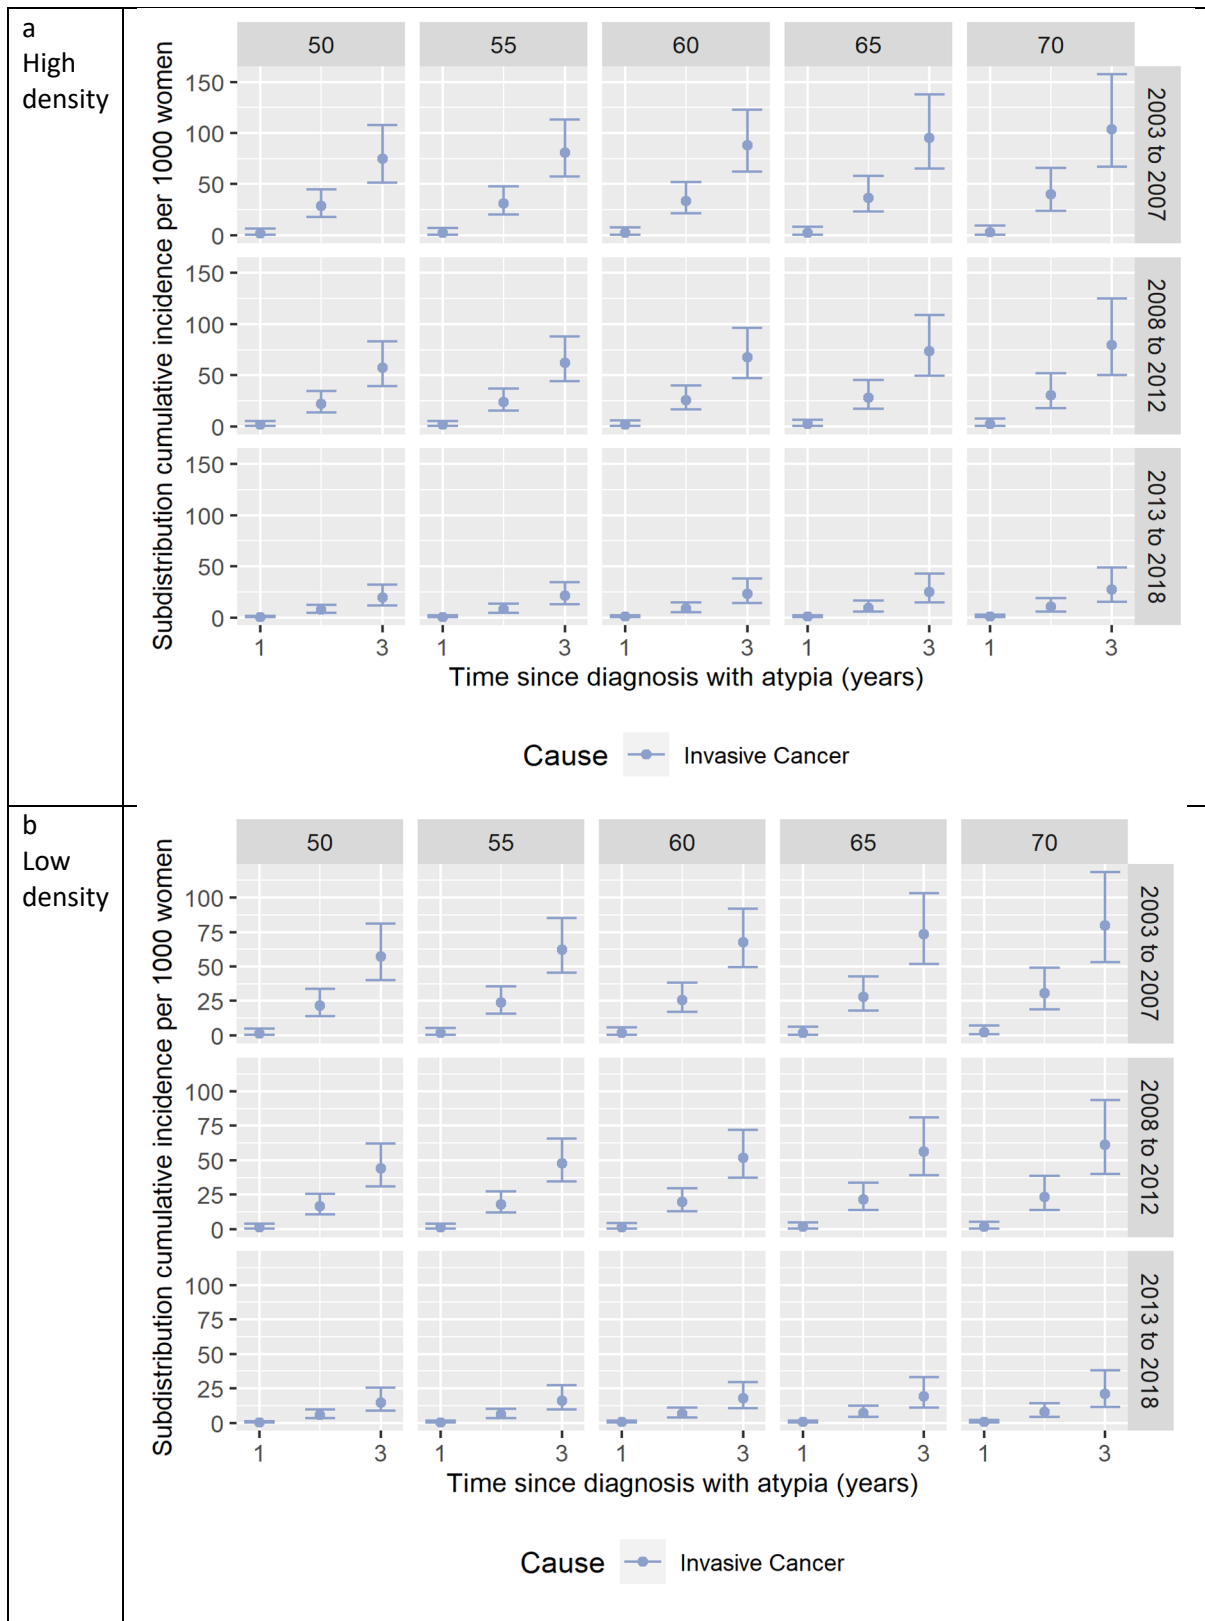 a
High
density
Subdistribution cumulative incidence per 1000 women
50 55 60 65 70
150
100
50
0
2003 to 2007
150
100
50
0
2008 to 2012
150
100
50
0
2013 to 2018
1 3 1 3 1 3 1 3 1 3
Time since diagnosis with atypia (years)
Cause Invasive Cancer
b
Low
density
Subdistribution cumulative incidence per 1000 women
50 55 60 65 70
100
75
50
25
0
2003 to 2007
100
75
50
25
0
2008 to 2012
100
75
50
25
0
2013 to 2018
1 3 1 3 1 3 1 3 1 3
Time since diagnosis with atypia (years)
Cause Invasive Cancer